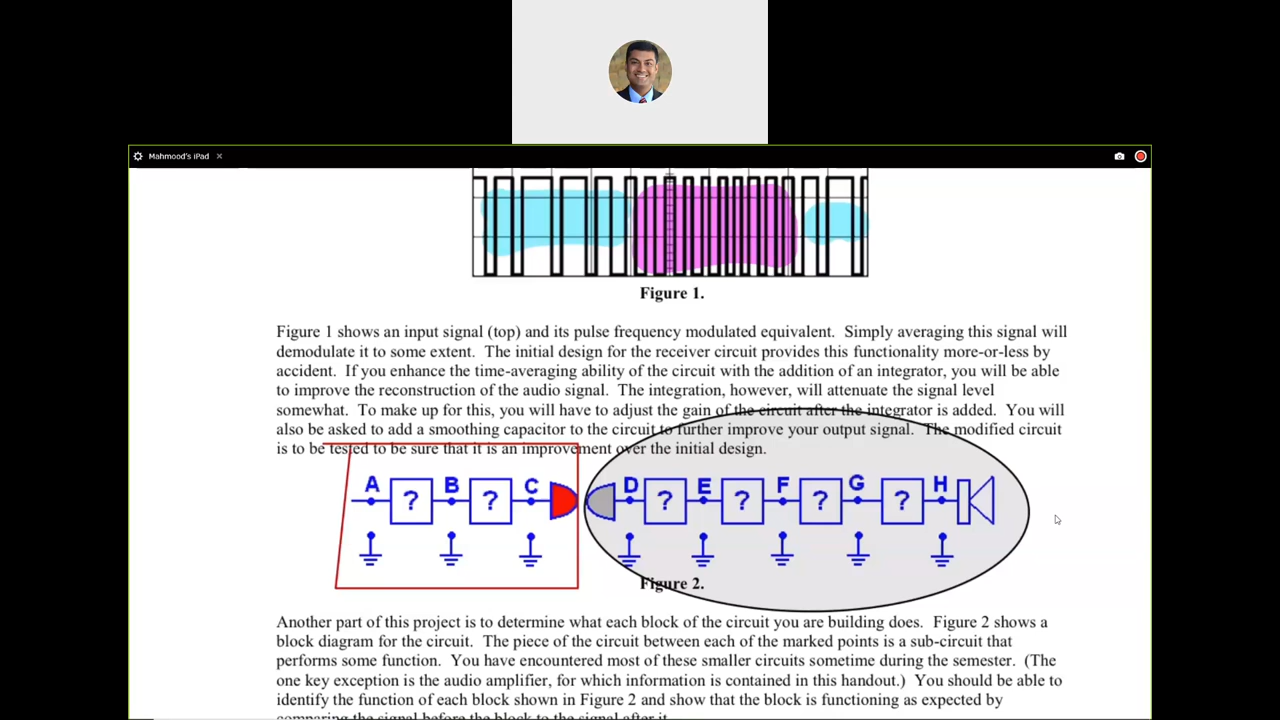 Mahmood's iPad
Figure 1.
Figure 1 shows an input signal (top) and its pulse frequency modulated equivalent. Simply averaging this signal will
demodulate it to some extent. The initial design for the receiver circuit provides this functionality more-or-less by
accident. If you enhance the time-averaging ability of the circuit with the addition of an integrator, you will be able
to improve the reconstruction of the audio signal. The integration, however, will attenuate the signal level
somewhat. To make up for this, you will have to adjust the gain of the circuit after the integrator is added. You will
also be asked to add a smoothing capacitor to the circuit to further improve your output signal. The modified circuit
is to be tested to be sure that it is an improvement over the initial design.
A B C D E F G H
? ? ? ? ? ?
Figure 2.
Another part of this project is to determine what each block of the circuit you are building does. Figure 2 shows a
block diagram for the circuit. The piece of the circuit between each of the marked points is a sub-circuit that
performs some function. You have encountered most of these smaller circuits sometime during the semester. (The
one key exception is the audio amplifier, for which information is contained in this handout.) You should be able to
identify the function of each block shown in Figure 2 and show that the block is functioning as expected by
comparing the signal before the block to the signal after it.